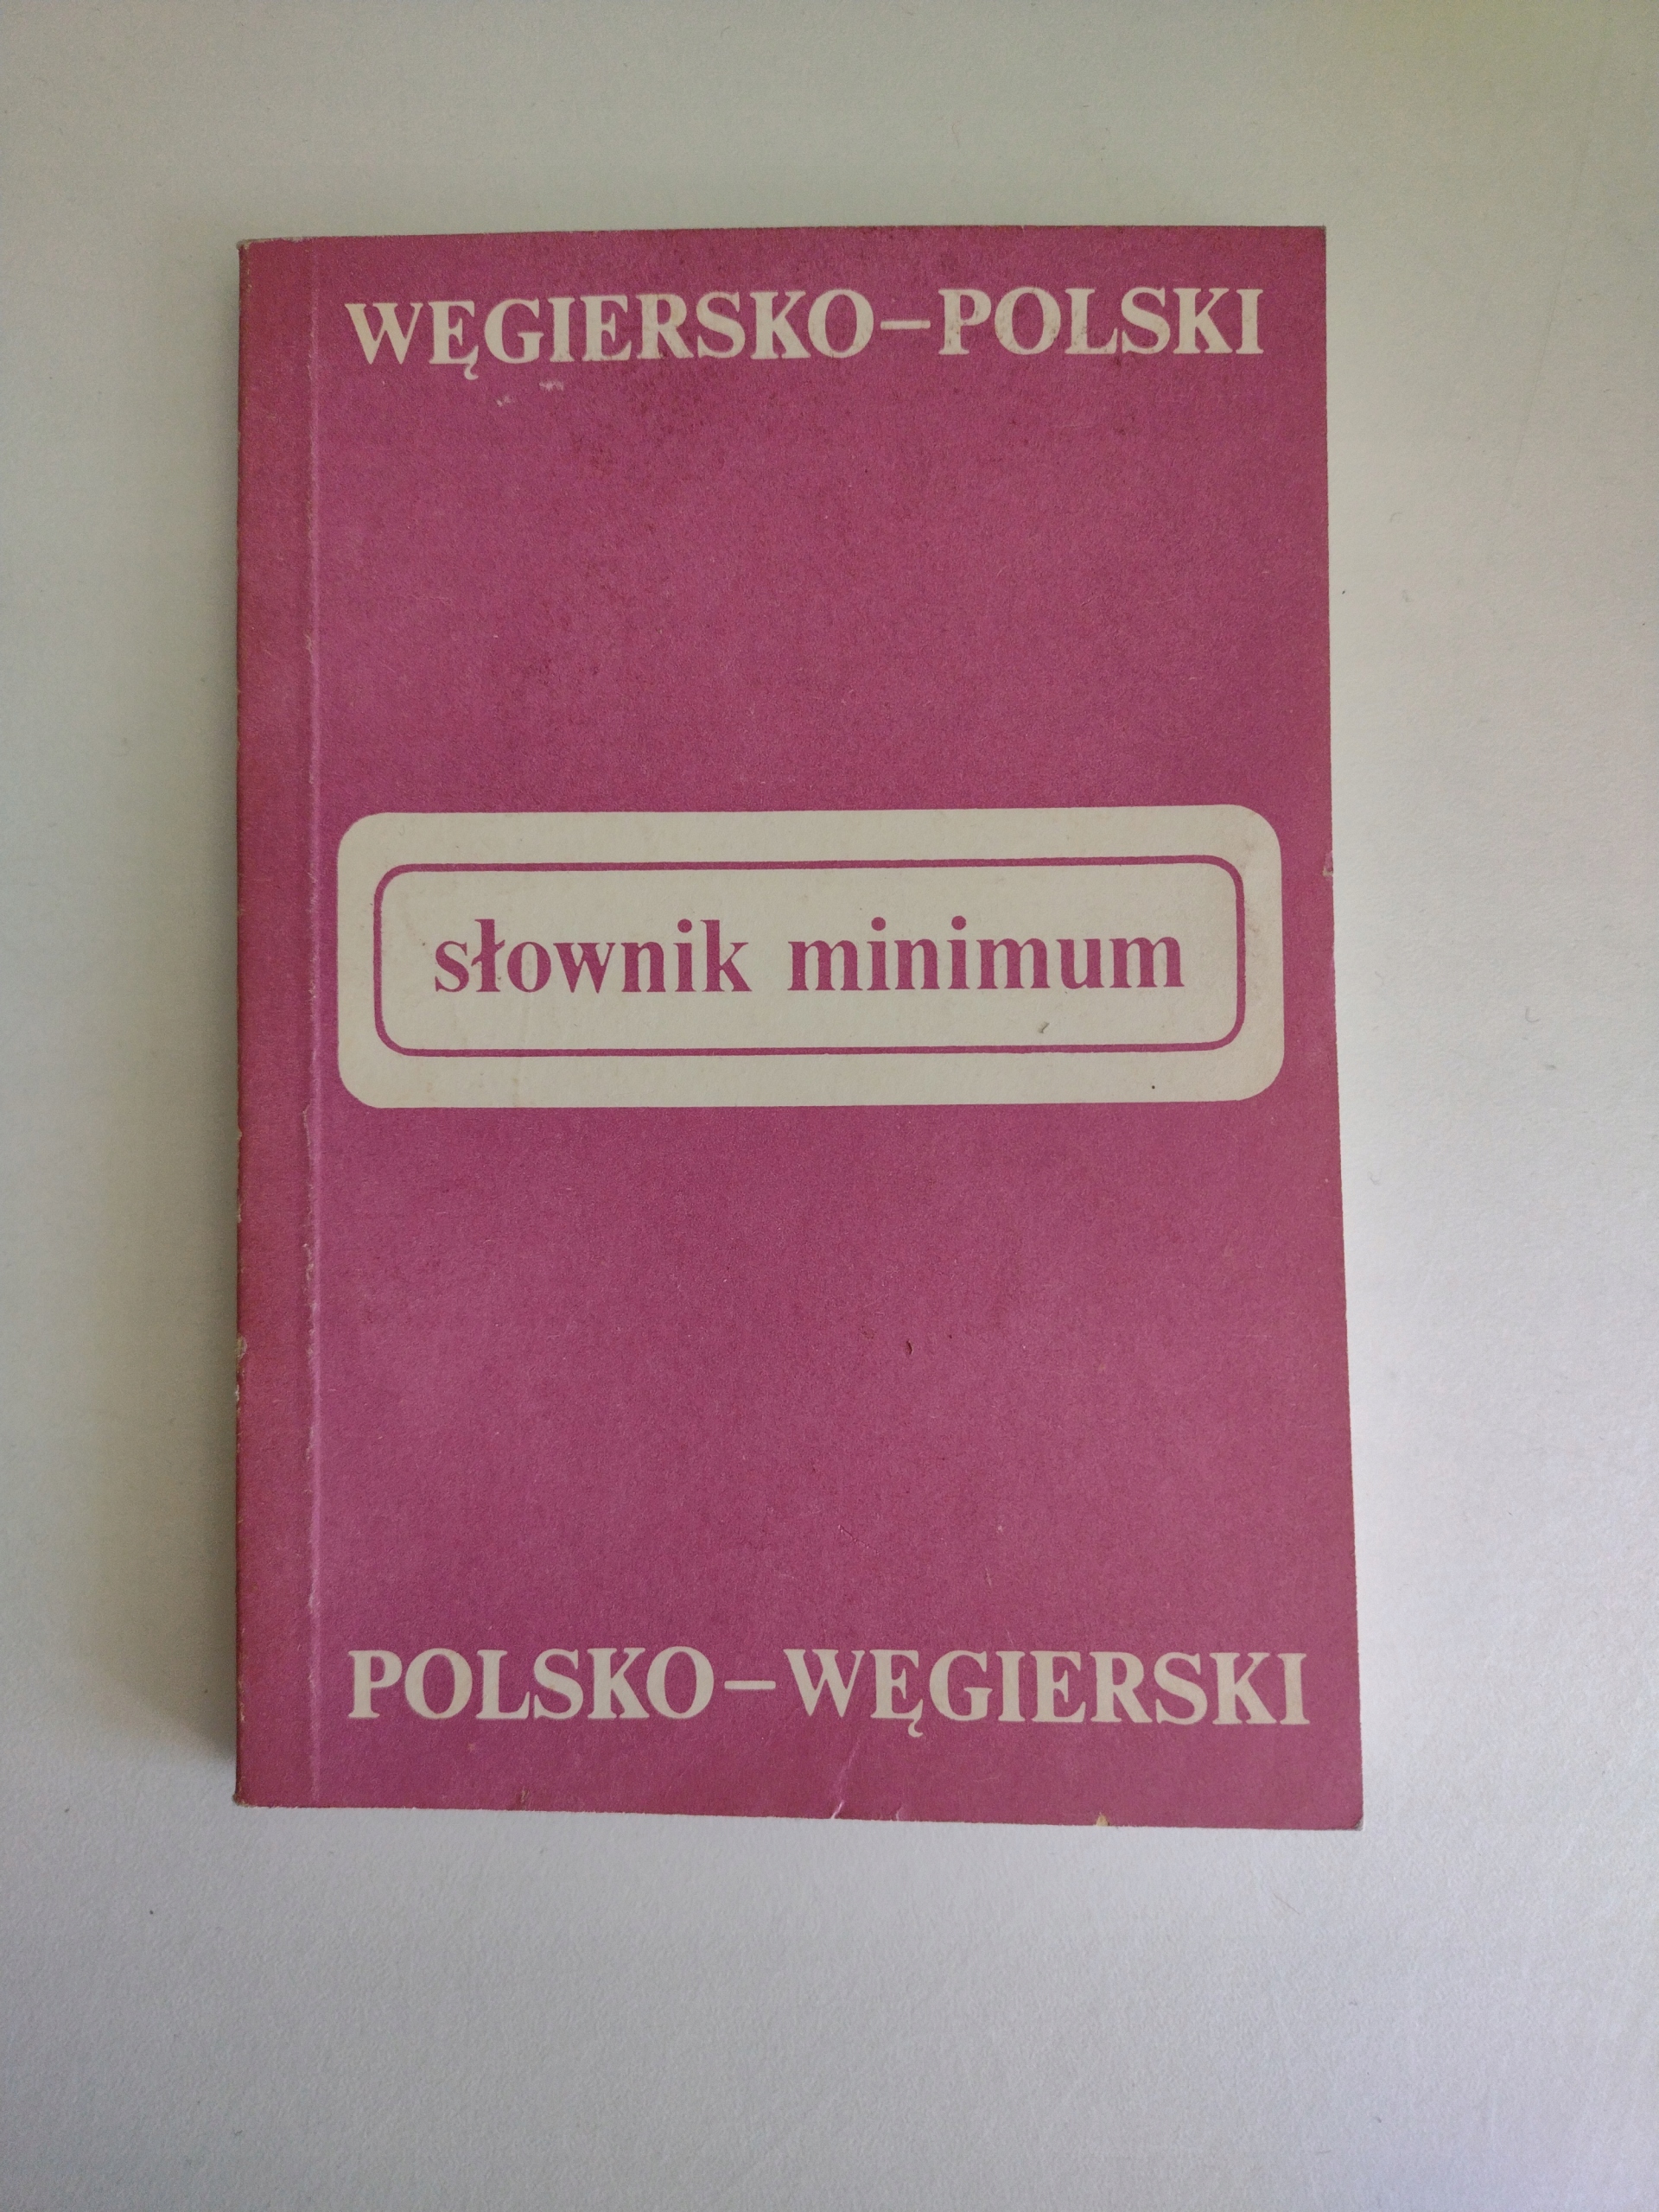 WĘGIERSKO–POLSKI
słownik minimum
POLSKO–WĘGIERSKI